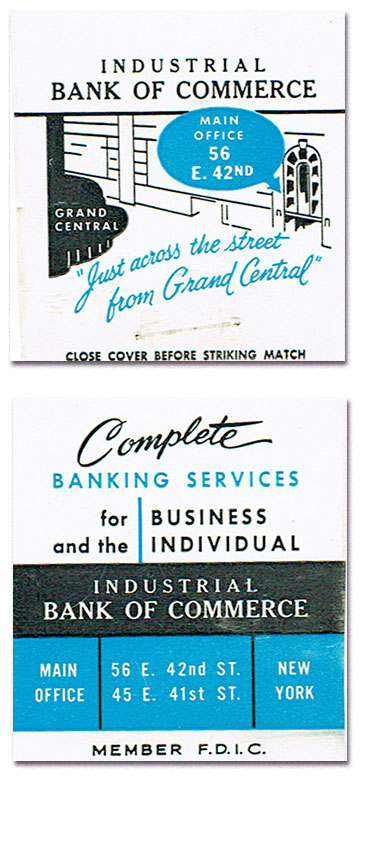 INDUSTRIAL
BANK OF COMMERCE
MAIN
OFFICE
56
E. 42ND
GRAND
CENTRAL
"Just across the street
from Grand Central"
CLOSE COVER BEFORE STRIKING MATCH
Complete
BANKING SERVICES
for BUSINESS
and the INDIVIDUAL
INDUSTRIAL
BANK OF COMMERCE
MAIN 56 E. 42nd ST. NEW
OFFICE 45 E. 41st ST. YORK
MEMBER F.D.I.C.